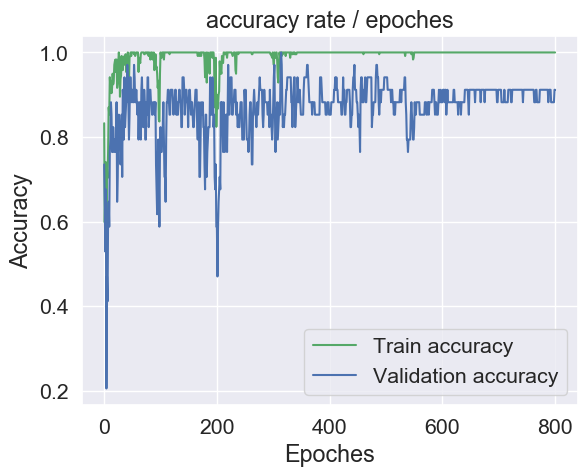 accuracy rate / epoches
1.0
0.8
0.6
0.4
0.2
Accuracy
0
200
400
600
800
Epoches
Train accuracy
Validation accuracy